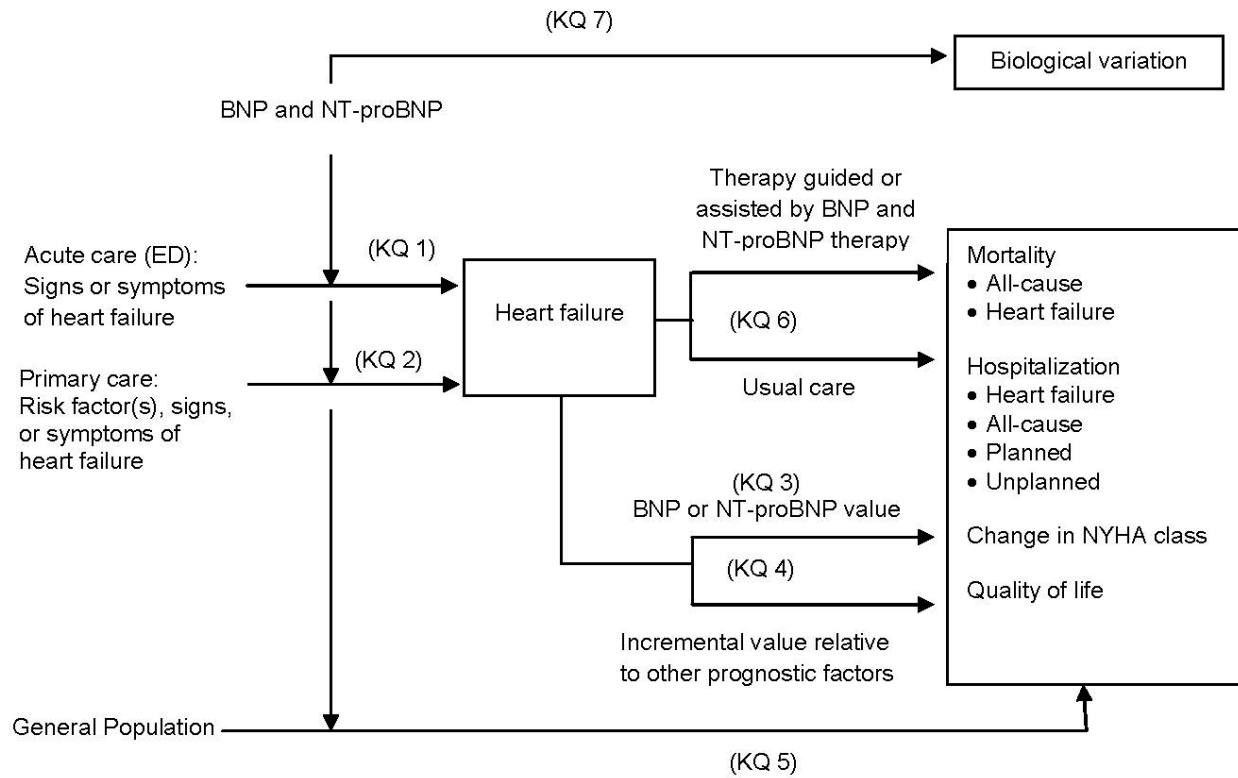 (KQ 7)
Biological variation
BNP and NT-proBNP
Therapy guided or
assisted by BNP and
NT-proBNP therapy
Acute care (ED):
Signs or symptoms
of heart failure
(KQ 1)
Heart failure
(KQ 6)
Usual care
Primary care:
Risk factor(s), signs,
or symptoms of
heart failure
(KQ 2)
(KQ 3)
BNP or NT-proBNP value
(KQ 4)
Incremental value relative
to other prognostic factors
Mortality
• All-cause
• Heart failure
Hospitalization
• Heart failure
• All-cause
• Planned
• Unplanned
Change in NYHA class
Quality of life
General Population
(KQ 5)